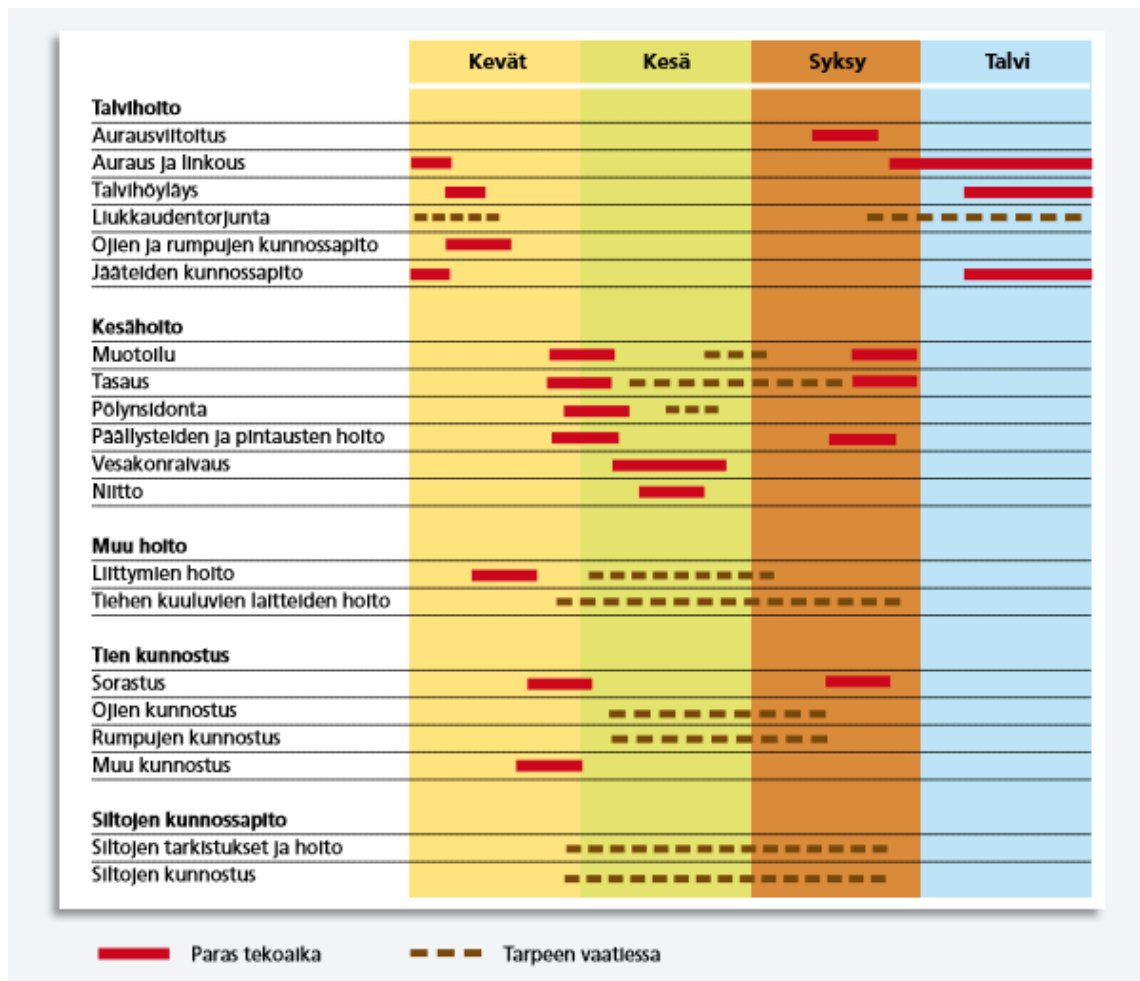 Kevät Kesä Syksy Talvi
Talvihoito
Aurausviitoitus
Auraus ja linkous
Talvihöyläys
Liukkaudentorjunta
Ojien ja rumpujen kunnossapito
Jääteiden kunnossapito
Kesähoito
Muotoilu
Tasaus
Pölynsidonta
Päällysteiden ja pintausten hoito
Vesakonraivaus
Niitto
Muu hoito
Liittymien hoito
Tiehen kuuluvien laitteiden hoito
Tien kunnostus
Sorastus
Ojien kunnostus
Rumpujen kunnostus
Muu kunnostus
Siltojen kunnossapito
Siltojen tarkistukset ja hoito
Siltojen kunnostus
Paras tekoaika Tarpeen vaatiessa